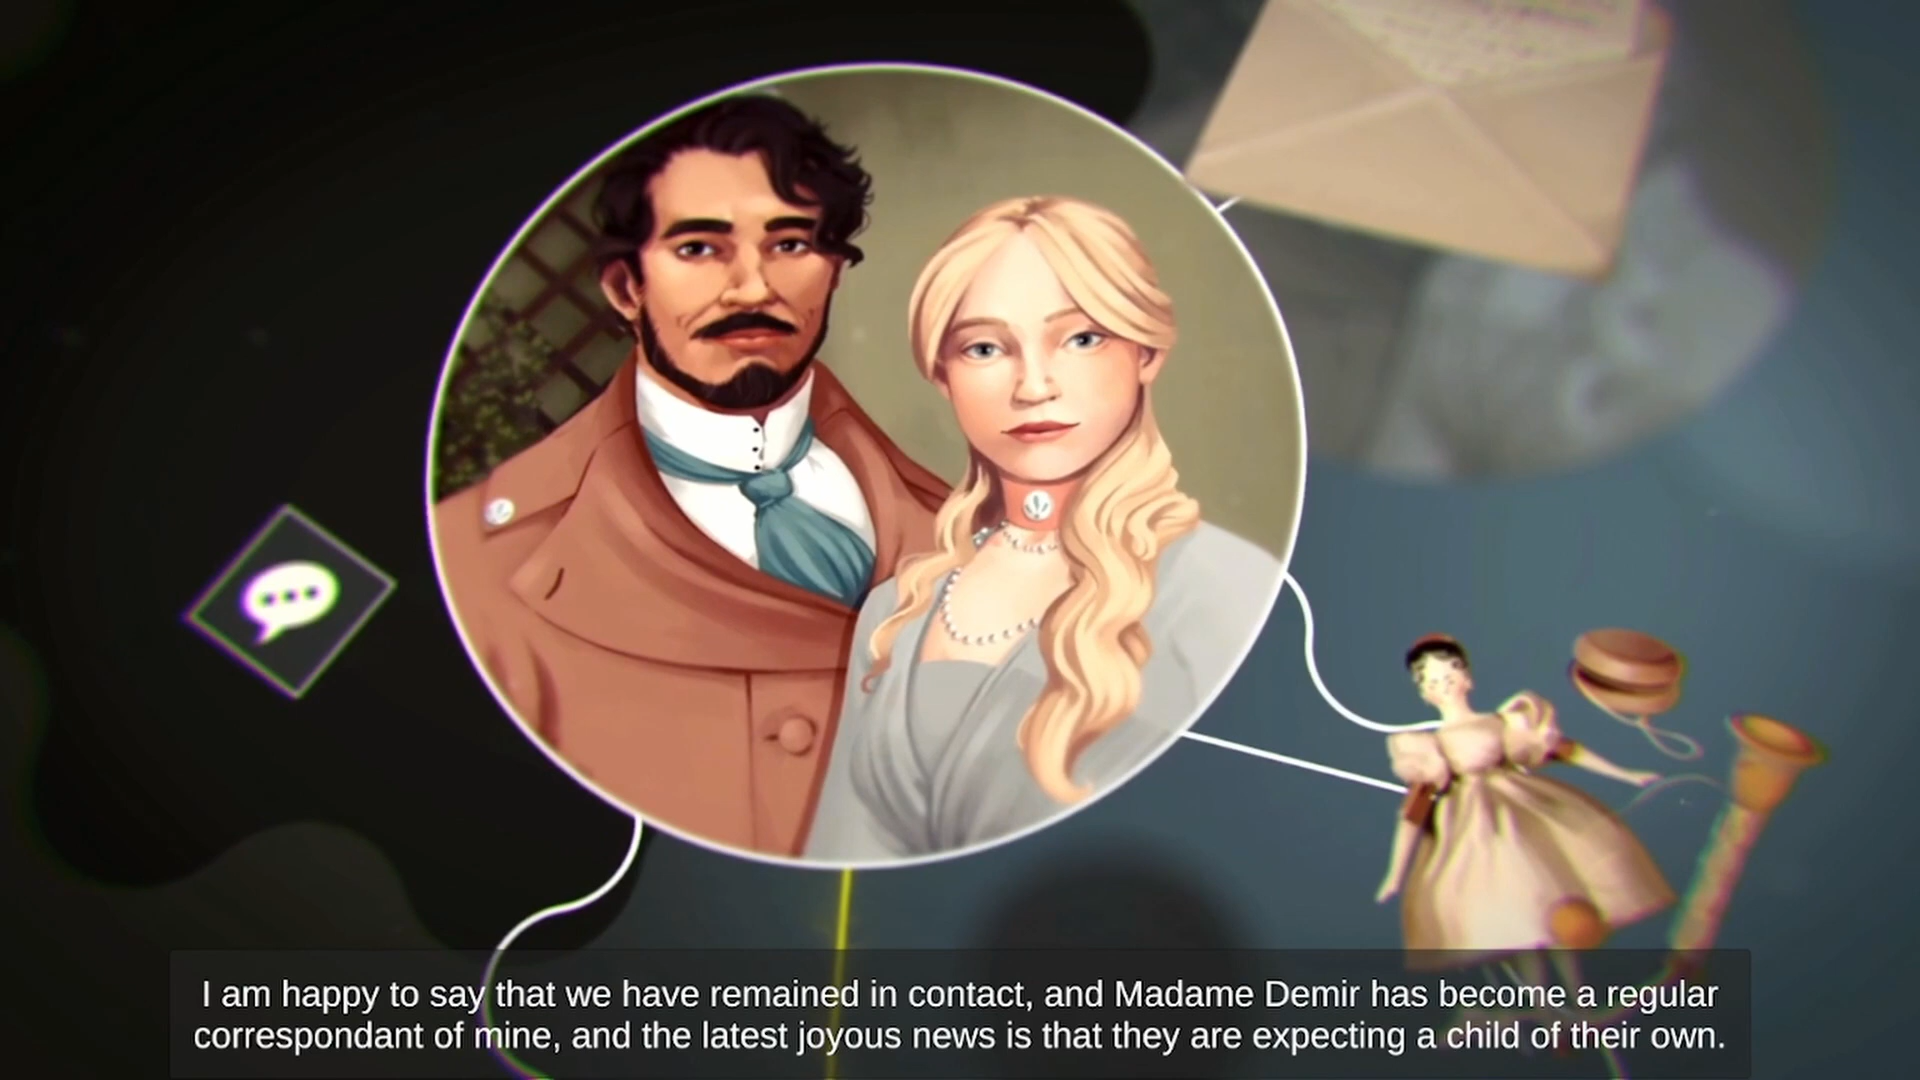 I am happy to say that we have remained in contact, and Madame Demir has become a regular
correspondant of mine, and the latest joyous news is that they are expecting a child of their own.